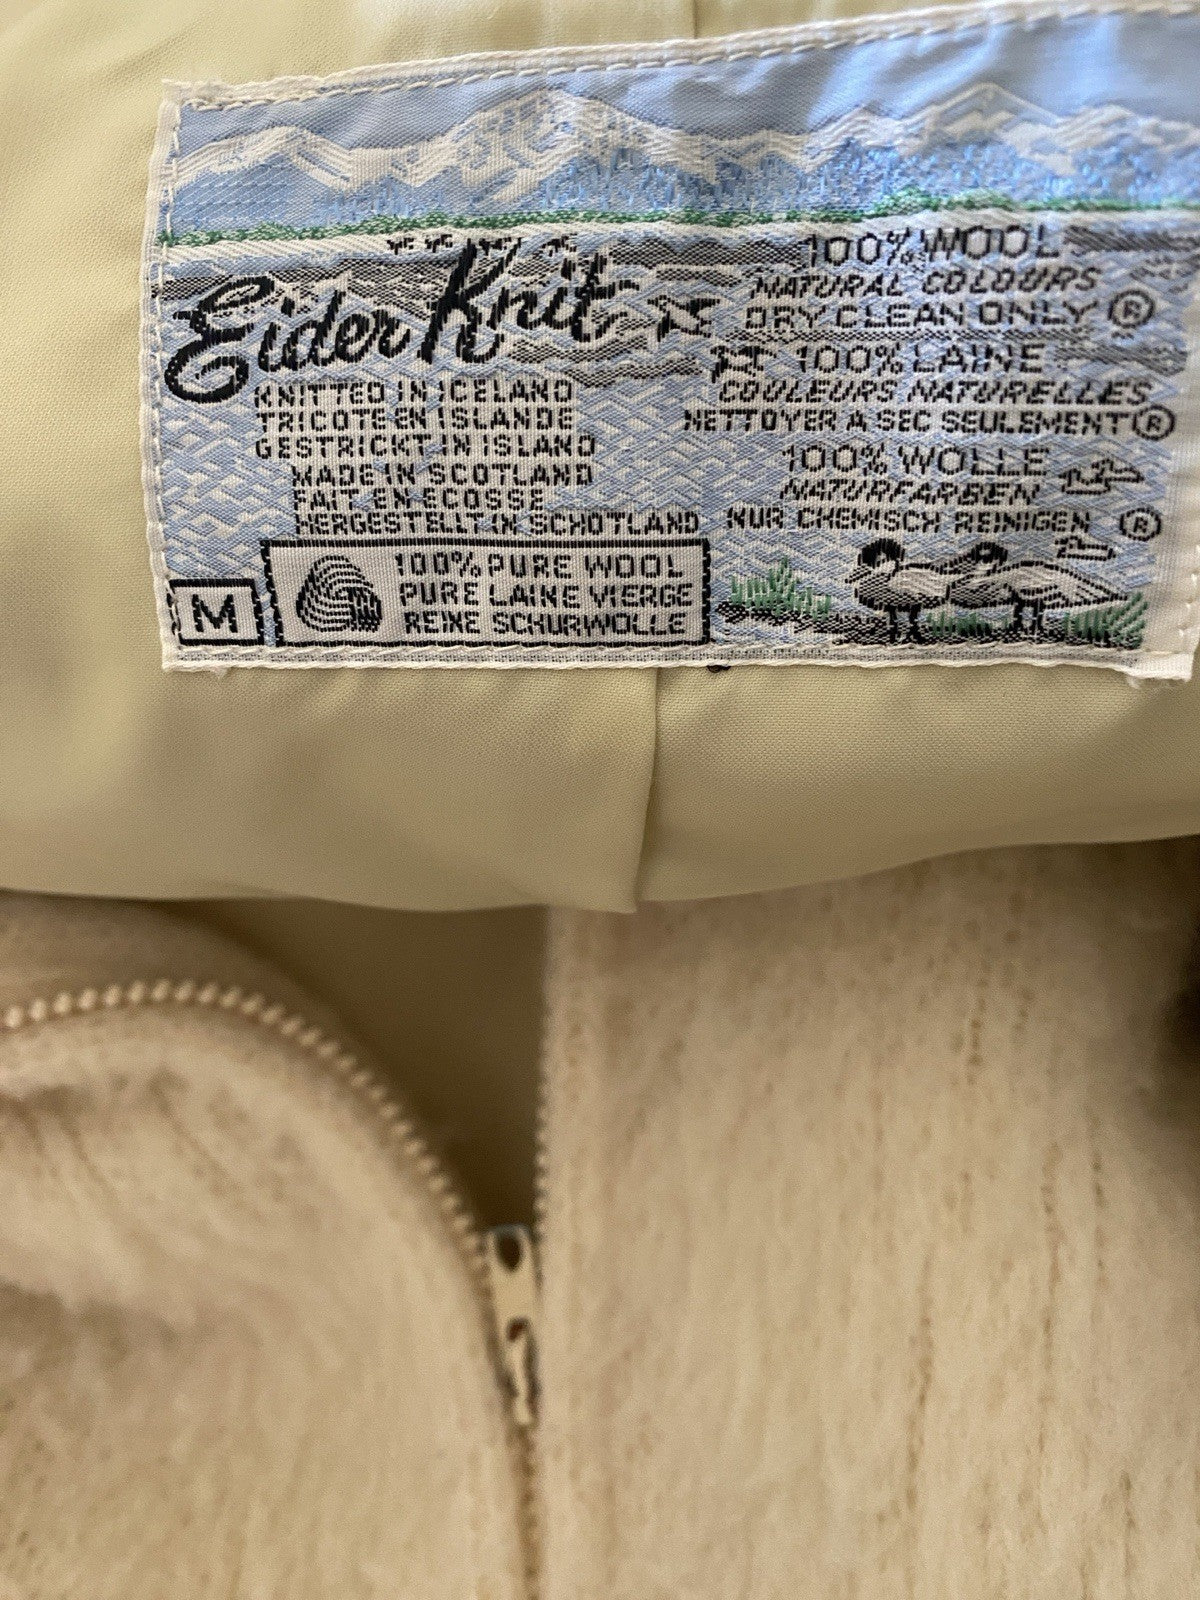 Eider Knit
KNITTED IN ICELAND
TRICOTE EN ISLANDE
GESTRICKT IN ISLAND
MADE IN SCOTLAND
FAIT EN ECOSSE
HERGESTELLT IN SCHOTLAND
M
100% PURE WOOL
PURE LAINE VIERGE
REINE SCHURWOLLE
100% WOOL
NATURAL COLOURS
DRY CLEAN ONLY ®
100% LAINE
COULEURS NATURELLES
NETTOYER A SEC SEULEMENT ®
100% WOLLE
NATURFARBEN
NUR CHEMISCH REINIGEN ®